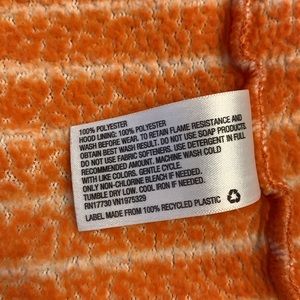 100% POLYESTER
HOOD LINING: 100% POLYESTER
WASH BEFORE WEAR. TO RETAIN FLAME RESISTANCE AND
OBTAIN BEST WASH RESULT. DO NOT USE SOAP PRODUCTS.
DO NOT USE FABRIC SOFTENERS. USE DETERGENT IN FULL
RECOMMENDED AMOUNT. MACHINE WASH COLD
WITH LIKE COLORS. GENTLE CYCLE.
ONLY NON-CHLORINE BLEACH IF NEEDED.
TUMBLE DRY LOW. COOL IRON IF NEEDED.
RN17730 VN1975329
LABEL MADE FROM 100% RECYCLED PLASTIC